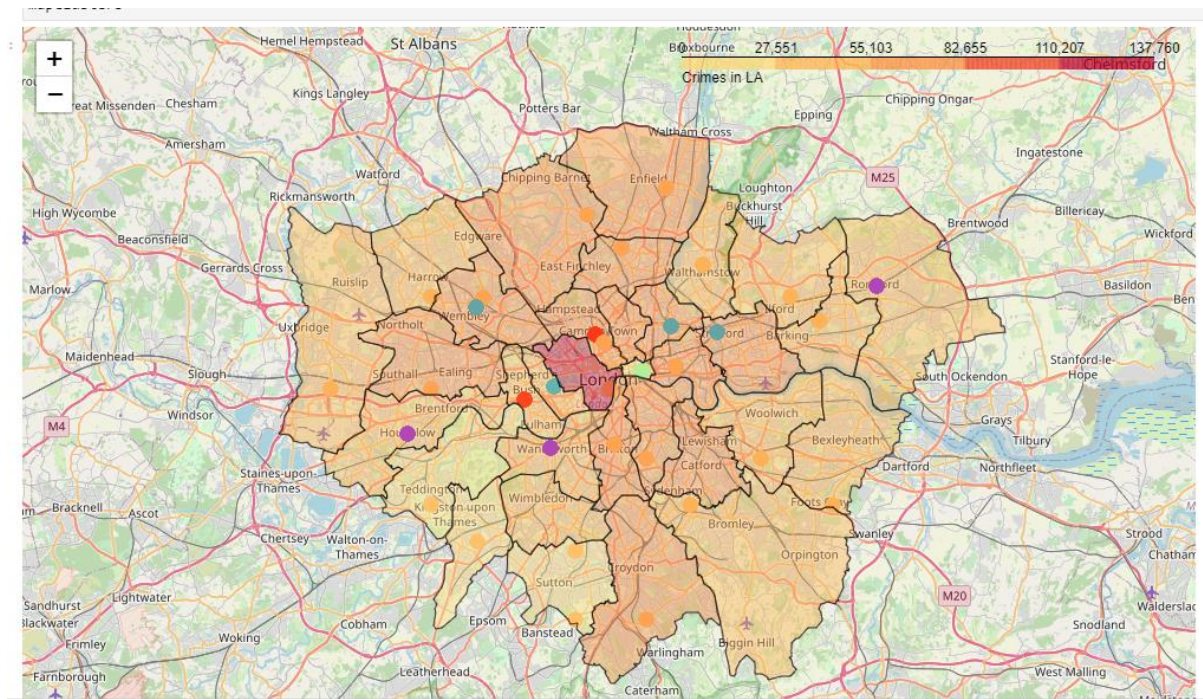 +
−
Hemel Hempstead
St Albans
Hoddesdon
Broxbourne
0
27,551
55,103
82,655
110,207
137,760
Crimes in LA
Chelmsford
Chesham
Kings Langley
Potters Bar
Waltham Cross
Epping
Chipping Ongar
Amersham
Watford
Ingatestone
Chipping Barnet
Enfield
Loughton
M25
Rickmansworth
Buckhurst
Hill
High Wycombe
Billericay
Brentwood
Wickford
Beaconsfield
Edgware
Gerrards Cross
East Finchley
Walthamstow
Ruislip
Harrow
Marlow
Romford
Basildon
Ilford
Uxbridge
Northolt
Wembley
Hampstead
Camden Town
Barking
Maidenhead
Slough
Southall
Ealing
Shepherd's
Bush
London
South Ockendon
Stanford-le-
Hope
Windsor
Brentford
Fulham
Woolwich
Grays
M4
Hounslow
Wandsworth
Brixton
Lewisham
Bexleyheath
Tilbury
Staines-upon-
Thames
Catford
Dartford
Northfleet
Bracknell
Ascot
Teddington
Kingston-upon
Thames
Wimbledon
Sydenham
Foots Cray
Bromley
Chertsey
Walton-on-
Thames
Swanley
Strood
Chatham
Orpington
Croydon
Sutton
Lightwater
Sandhurst
Blackwater
Cobham
Epsom
Banstead
M20
Snodland
Frimley
Woking
Biggin Hill
Warlingham
Farnborough
Leatherhead
Caterham
West Malling